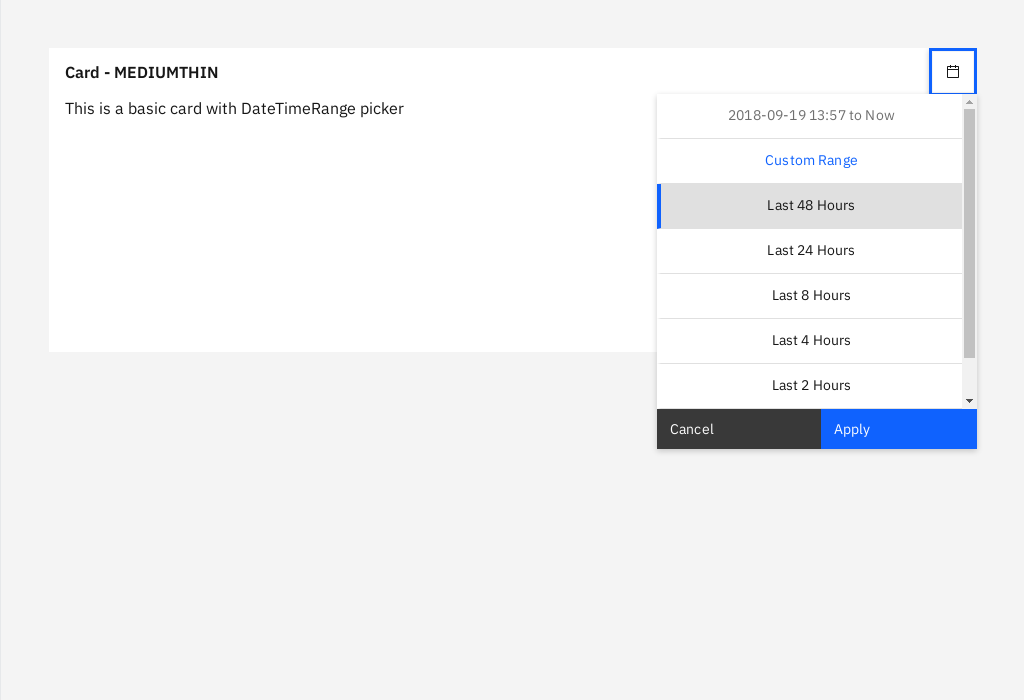 Card - MEDIUMTHIN
This is a basic card with DateTimeRange picker
2018-09-19 13:57 to Now
Custom Range
Last 48 Hours
Last 24 Hours
Last 8 Hours
Last 4 Hours
Last 2 Hours
Cancel
Apply